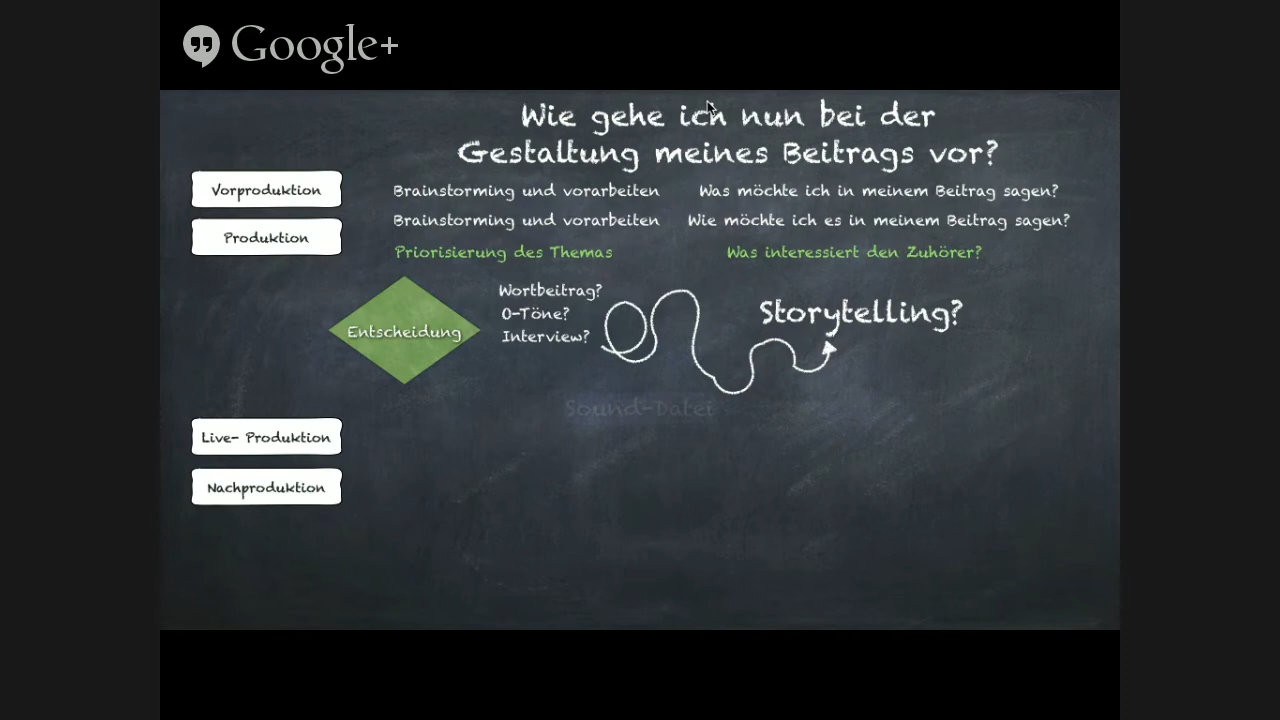 Google+
Wie gehe ich nun bei der
Gestaltung meines Beitrags vor?
Vorproduktion
Brainstorming und vorarbeiten
Was möchte ich in meinem Beitrag sagen?
Produktion
Brainstorming und vorarbeiten
Wie möchte ich es in meinem Beitrag sagen?
Priorisierung des Themas
Was interessiert den Zuhörer?
Entscheidung
Wortbeitrag?
O-Töne?
Interview?
Storytelling?
Sound-Datei
Live- Produktion
Nachproduktion